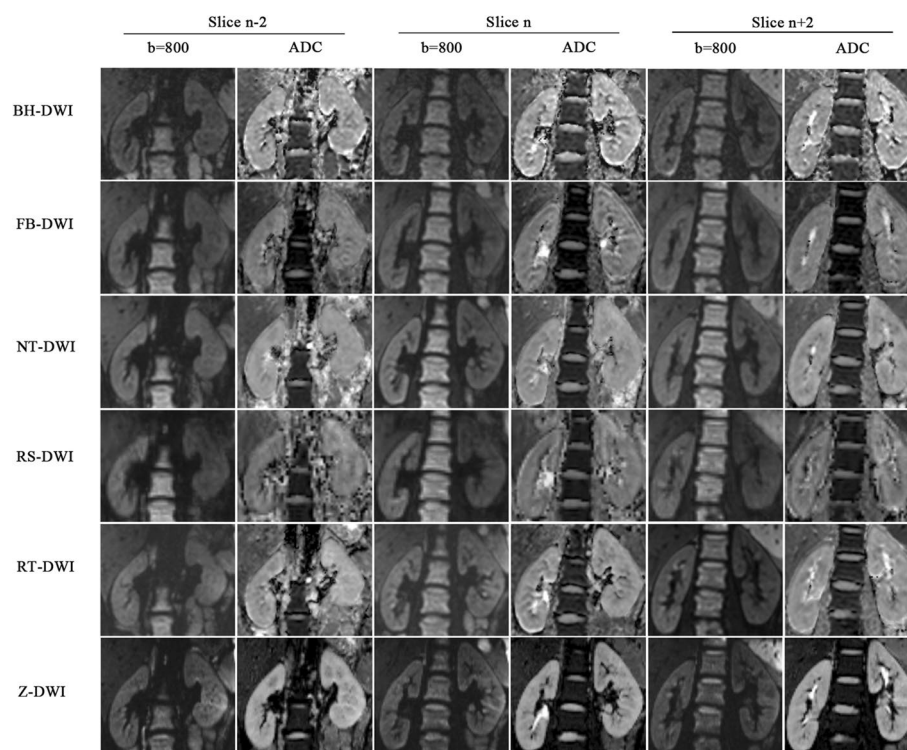 Slice n-2 Slice n Slice n+2
b=800 ADC b=800 ADC b=800 ADC
BH-DWI
FB-DWI
NT-DWI
RS-DWI
RT-DWI
Z-DWI